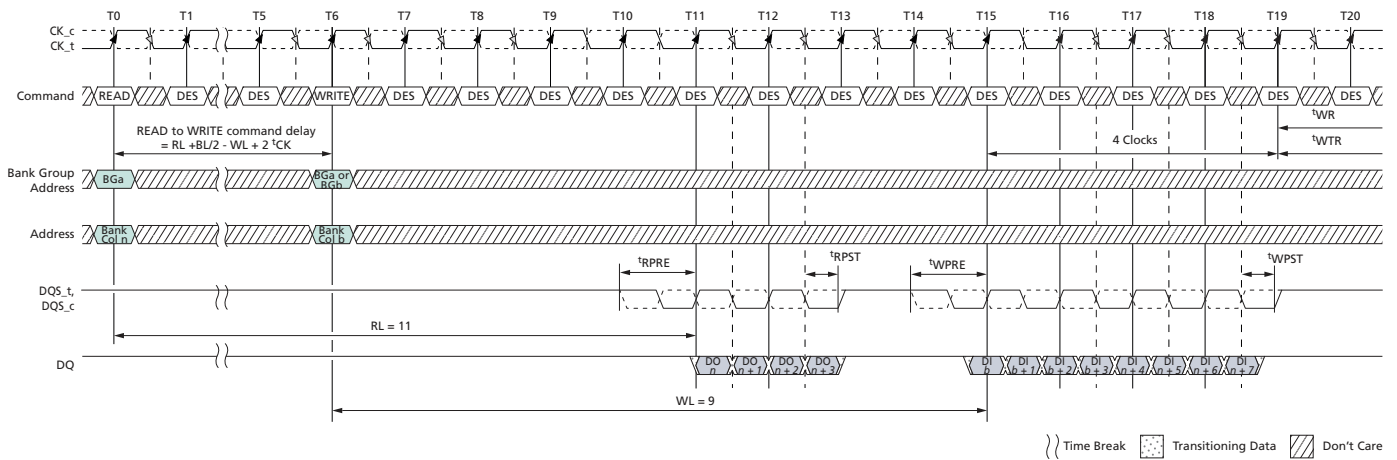 T0 T1 T5 T6 T7 T8 T9 T10 T11 T12 T13 T14 T15 T16 T17 T18 T19 T20
CK_c
CK_t
Command READ DES DES WRITE DES DES DES DES DES DES DES DES DES DES DES DES DES DES
tWR
READ to WRITE command delay
= RL +BL/2 - WL + 2 tCK
4 Clocks
tWTR
Bank Group
Address
BGa
BGa or
BGb
Address
Bank
Col n
Bank
Col b
tRPRE tRPST tWPRE tWPST
DQS_t,
DQS_c
RL = 11
DQ
DO
n
DO
n + 1
DO
n + 2
DO
n + 3
DI
b
DI
b + 1
DI
b + 2
DI
b + 3
DI
n + 4
DI
n + 5
DI
n + 6
DI
n + 7
WL = 9
Time Break Transitioning Data Don't Care